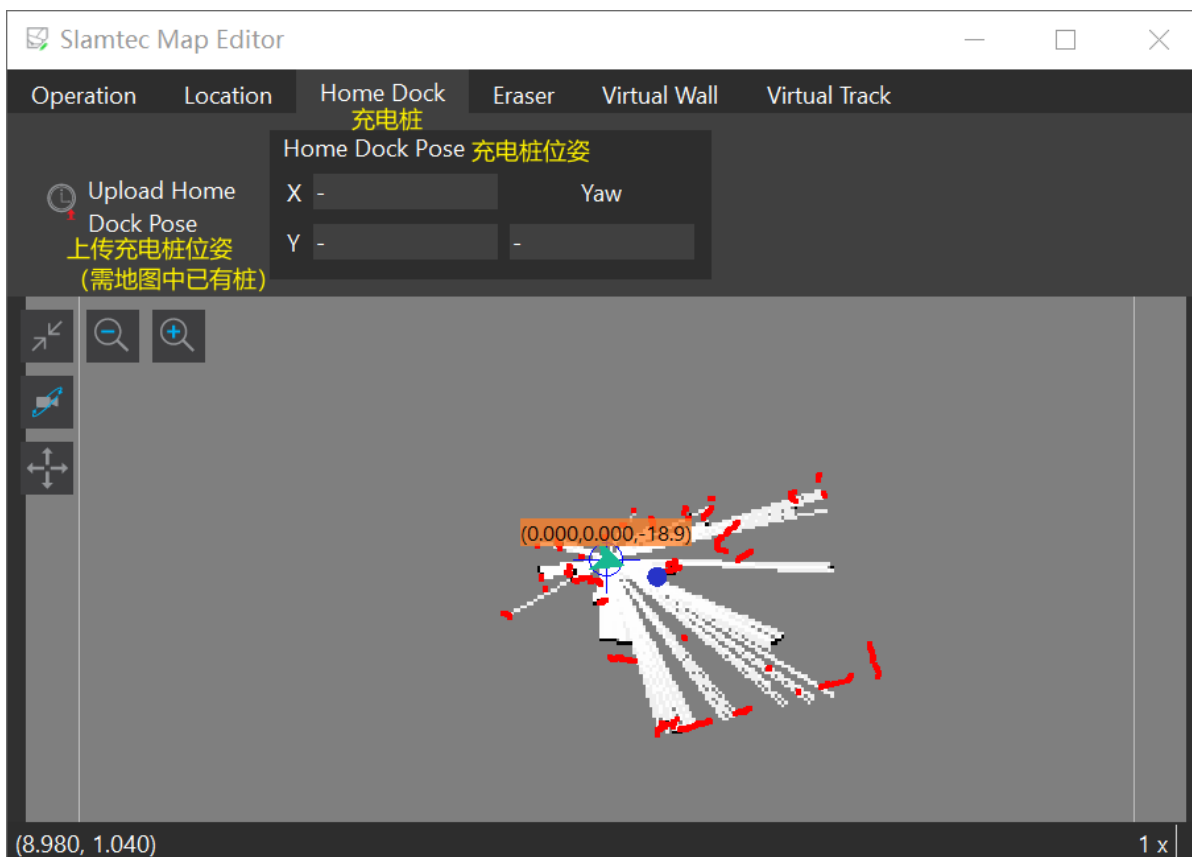 Slamtec Map Editor
Operation Location Home Dock Eraser Virtual Wall Virtual Track
充电桩
Home Dock Pose 充电桩位姿
Upload Home
Dock Pose
上传充电桩位姿
（需地图中已有桩）
X - Yaw
Y - -
(0.000,0.000,-18.9)
(8.980, 1.040) 1 x